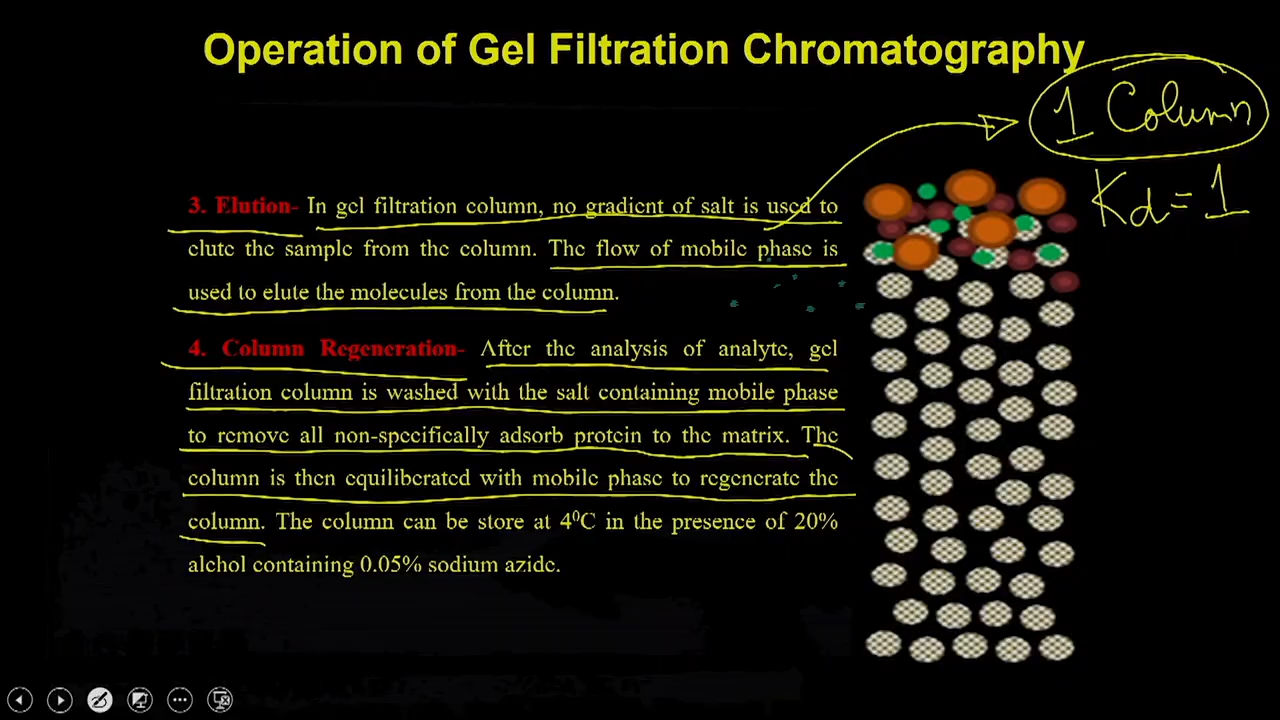 Operation of Gel Filtration Chromatography
1 Column
Kd = 1
3. Elution- In gel filtration column, no gradient of salt is used to
elute the sample from the column. The flow of mobile phase is
used to elute the molecules from the column.
4. Column Regeneration- After the analysis of analyte, gel
filtration column is washed with the salt containing mobile phase
to remove all non-specifically adsorb protein to the matrix. The
column is then equiliberated with mobile phase to regenerate the
column. The column can be store at 4⁰C in the presence of 20%
alchol containing 0.05% sodium azide.